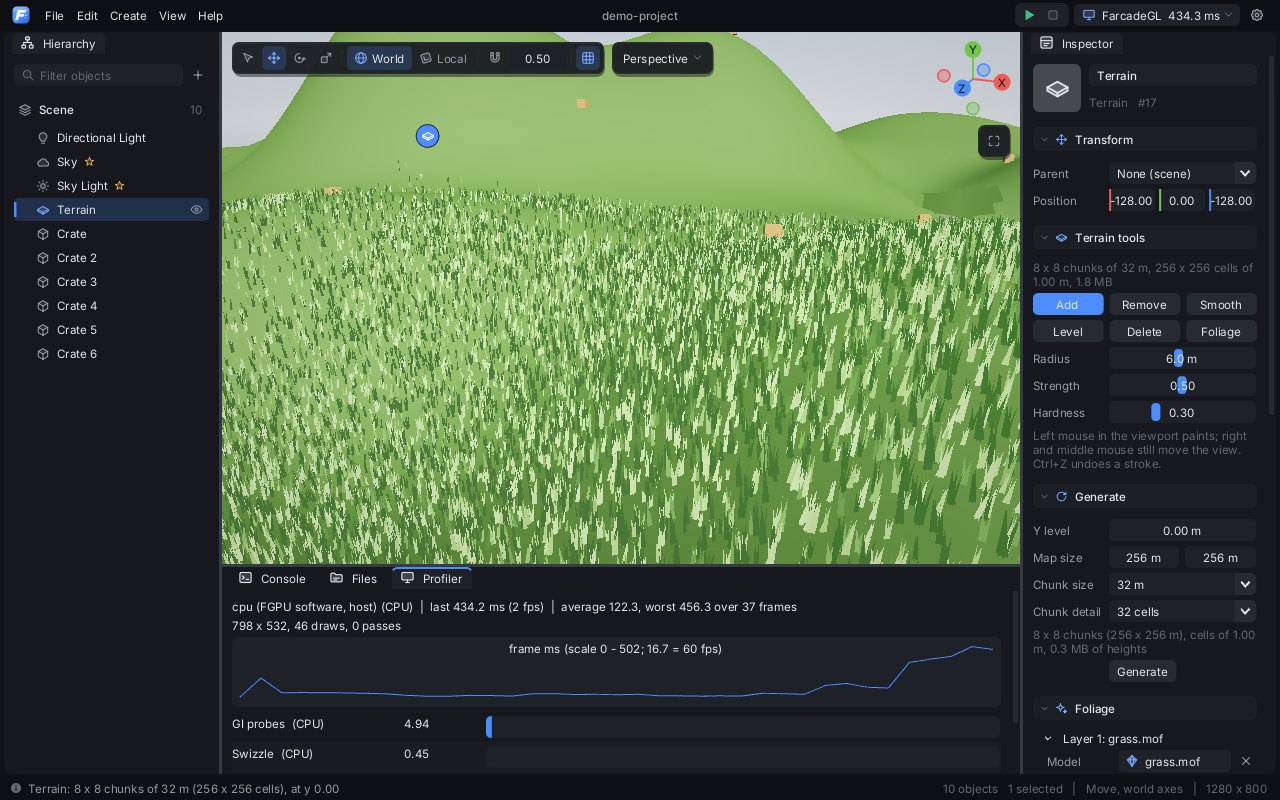 File Edit Create View Help
demo-project
FarcadeGL 434.3 ms
Hierarchy
Filter objects
Scene 10
Directional Light
Sky
Sky Light
Terrain
Crate
Crate 2
Crate 3
Crate 4
Crate 5
Crate 6
World Local 0.50 Perspective
Y
X
Z
Inspector
Terrain
Terrain #17
Transform
Parent None (scene)
Position -128.00 0.00 -128.00
Terrain tools
8 x 8 chunks of 32 m, 256 x 256 cells of
1.00 m, 1.8 MB
Add Remove Smooth
Level Delete Foliage
Radius 6.0 m
Strength 0.50
Hardness 0.30
Left mouse in the viewport paints; right
and middle mouse still move the view.
Ctrl+Z undoes a stroke.
Generate
Y level 0.00 m
Map size 256 m 256 m
Chunk size 32 m
Chunk detail 32 cells
8 x 8 chunks (256 x 256 m), cells of 1.00
m, 0.3 MB of heights
Generate
Foliage
Layer 1: grass.mof
Model grass.mof
Console Files Profiler
cpu (FGPU software, host) (CPU) | last 434.2 ms (2 fps) | average 122.3, worst 456.3 over 37 frames
798 x 532, 46 draws, 0 passes
frame ms (scale 0 - 502; 16.7 = 60 fps)
GI probes (CPU) 4.94
Swizzle (CPU) 0.45
Terrain: 8 x 8 chunks of 32 m (256 x 256 cells), at y 0.00
10 objects 1 selected | Move, world axes | 1280 x 800